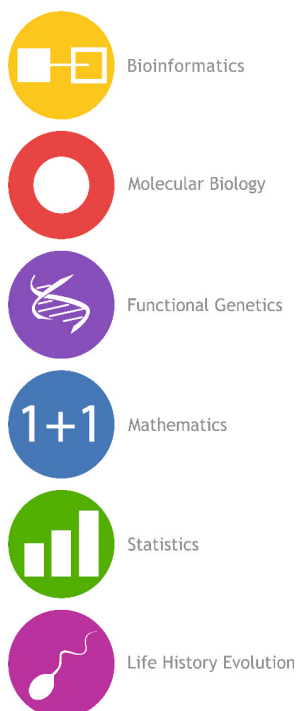 Bioinformatics
Molecular Biology
Functional Genetics
1+1
Mathematics
Statistics
Life History Evolution